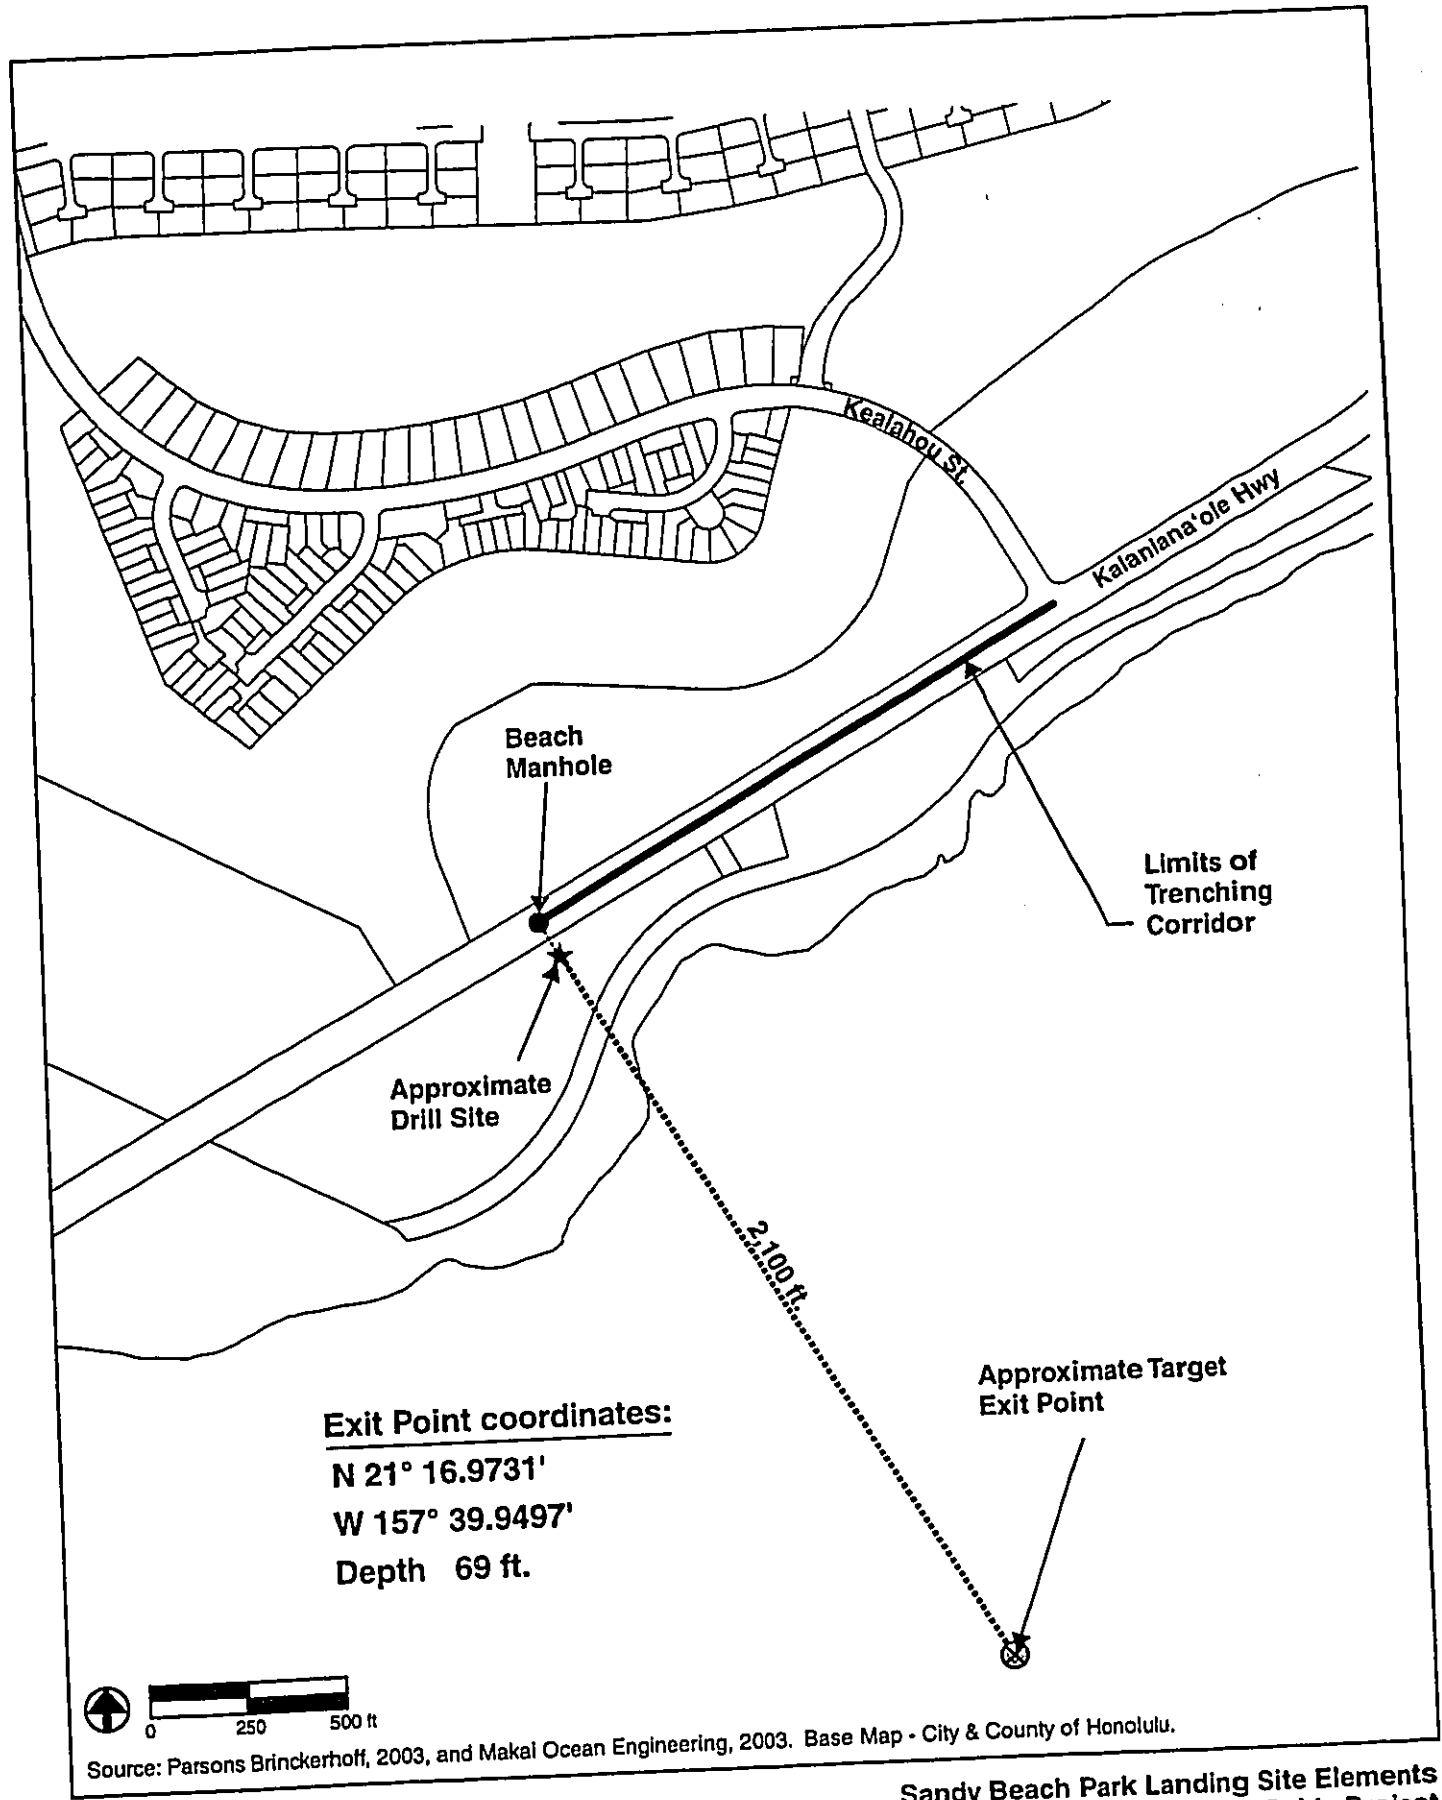 Kealahou St.
Kalaniana'ole Hwy
Beach
Manhole
Limits of
Trenching
Corridor
Approximate
Drill Site
2,100 ft.
Approximate Target
Exit Point
Exit Point coordinates:
N 21° 16.9731'
W 157° 39.9497'
Depth 69 ft.
0 250 500 ft
Source: Parsons Brinckerhoff, 2003, and Makai Ocean Engineering, 2003. Base Map - City & County of Honolulu.
Sandy Beach Park Landing Site Elements